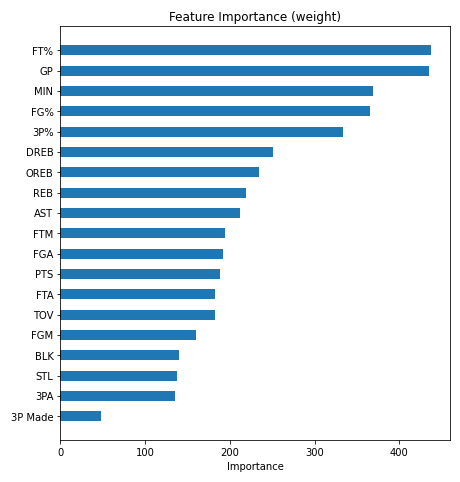 Feature Importance (weight)
FT%
GP
MIN
FG%
3P%
DREB
OREB
REB
AST
FTM
FGA
PTS
FTA
TOV
FGM
BLK
STL
3PA
3P Made
0 100 200 300 400
Importance